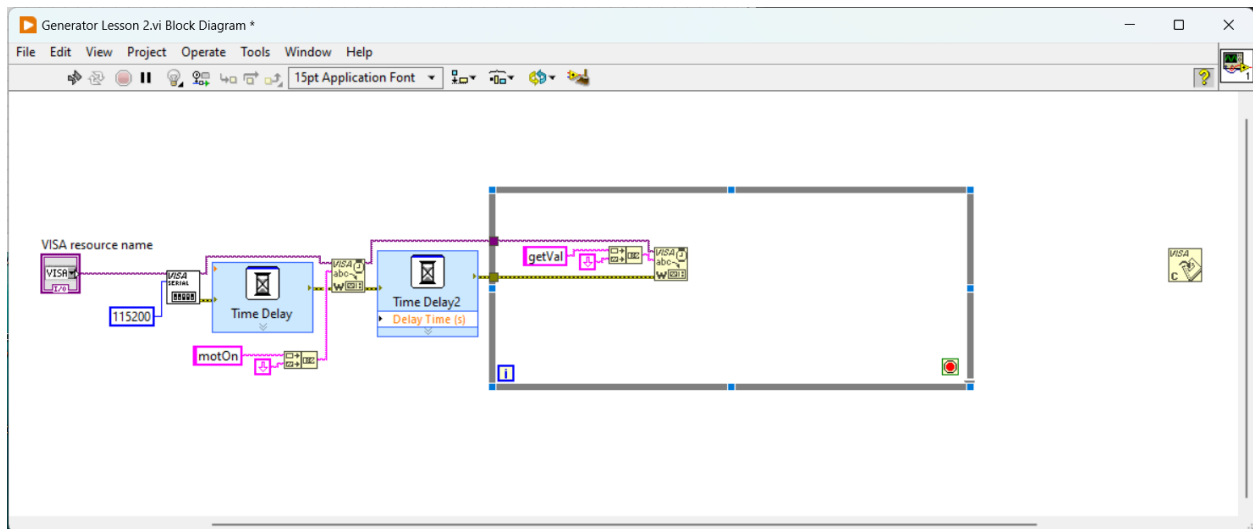 Generator Lesson 2.vi Block Diagram *
File Edit View Project Operate Tools Window Help
15pt Application Font
1
VISA resource name
VISA
I/O
VISA
SERIAL
115200
Time Delay
motOn
VISA
abc
W
Time Delay2
Delay Time (s)
getVal
VISA
abc
W
i
VISA
C